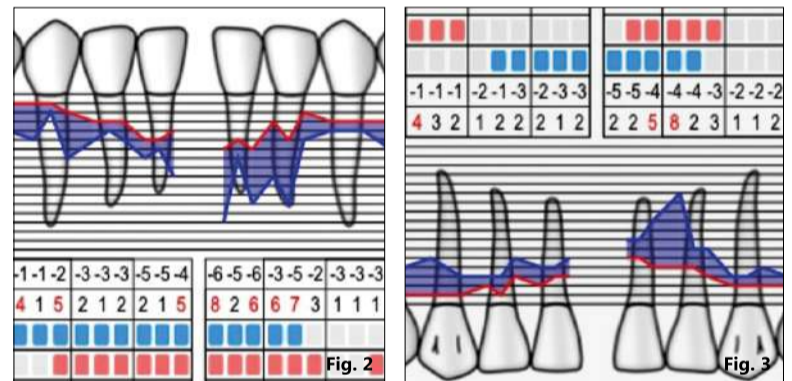 -1 -1 -2 -3 -3 -3 -5 -5 -4 -6 -5 -6 -3 -5 -2 -3 -3 -3
4 1 5 2 1 2 2 1 5 8 2 6 6 7 3 1 1 1
Fig. 2
-1 -1 -1 -2 -1 -3 -2 -3 -3 -5 -5 -4 -4 -4 -3 -2 -2 -2
4 3 2 1 2 2 2 1 2 2 2 5 8 2 3 1 1 2
Fig. 3